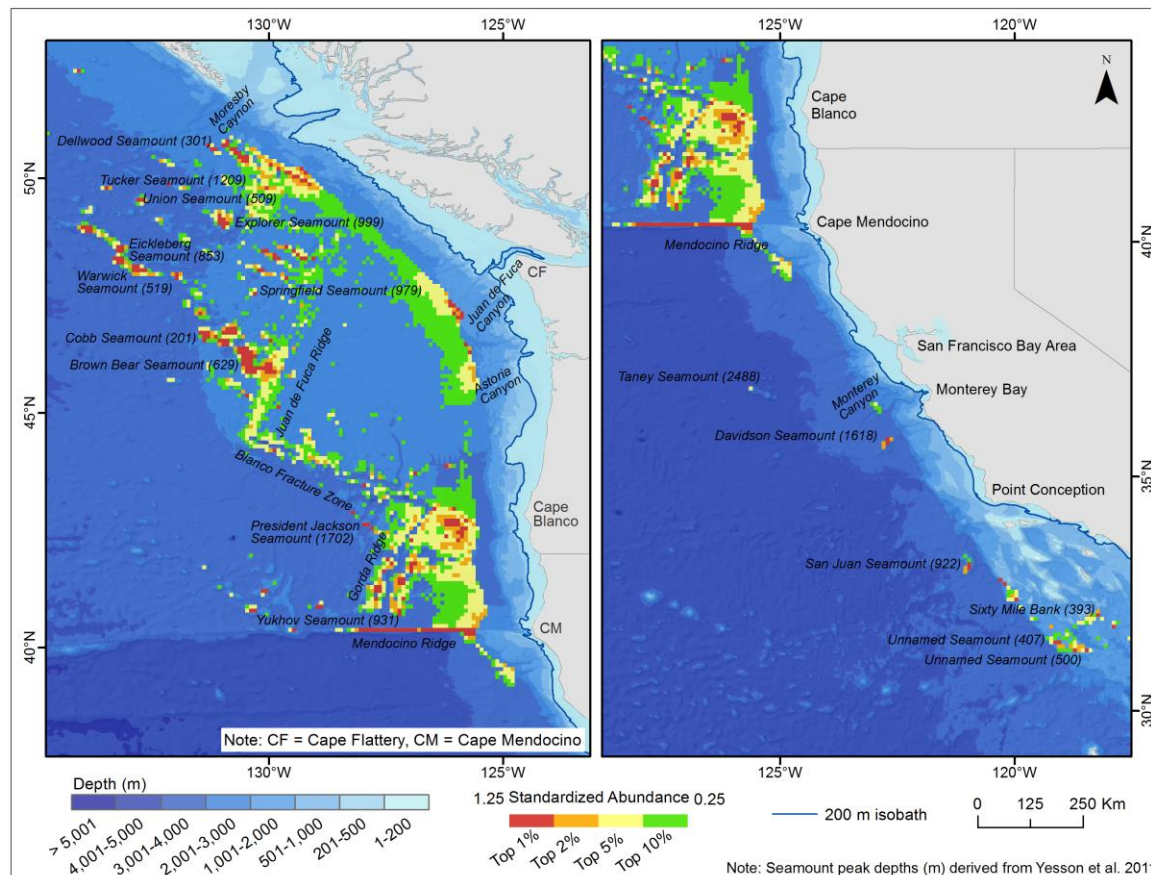 130°W
125°W
125°W
120°W
50°N
45°N
40°N
40°N
35°N
30°N
Moresby
Caynon
Dellwood Seamount (301)
Tucker Seamount (1209)
Union Seamount (509)
Explorer Seamount (999)
Eickleberg
Seamount (853)
Warwick
Seamount (519)
Springfield Seamount (979)
CF
Juan de Fuca
Canyon
Cobb Seamount (201)
Brown Bear Seamount (629)
Juan de Fuca Ridge
Astoria
Canyon
Blanco Fracture Zone
Cape
Blanco
President Jackson
Seamount (1702)
Gorda Ridge
Yukhov Seamount (931)
CM
Mendocino Ridge
Note: CF = Cape Flattery, CM = Cape Mendocino
N
Cape
Blanco
Cape Mendocino
Mendocino Ridge
San Francisco Bay Area
Taney Seamount (2488)
Monterey
Canyon
Monterey Bay
Davidson Seamount (1618)
Point Conception
San Juan Seamount (922)
Sixty Mile Bank (393)
Unnamed Seamount (407)
Unnamed Seamount (500)
130°W
125°W
125°W
120°W
Depth (m)
> 5,001
4,001-5,000
3,001-4,000
2,001-3,000
1,001-2,000
501-1,000
201-500
1-200
1.25 Standardized Abundance 0.25
Top 1%
Top 2%
Top 5%
Top 10%
200 m isobath
0 125 250 Km
Note: Seamount peak depths (m) derived from Yesson et al. 2011